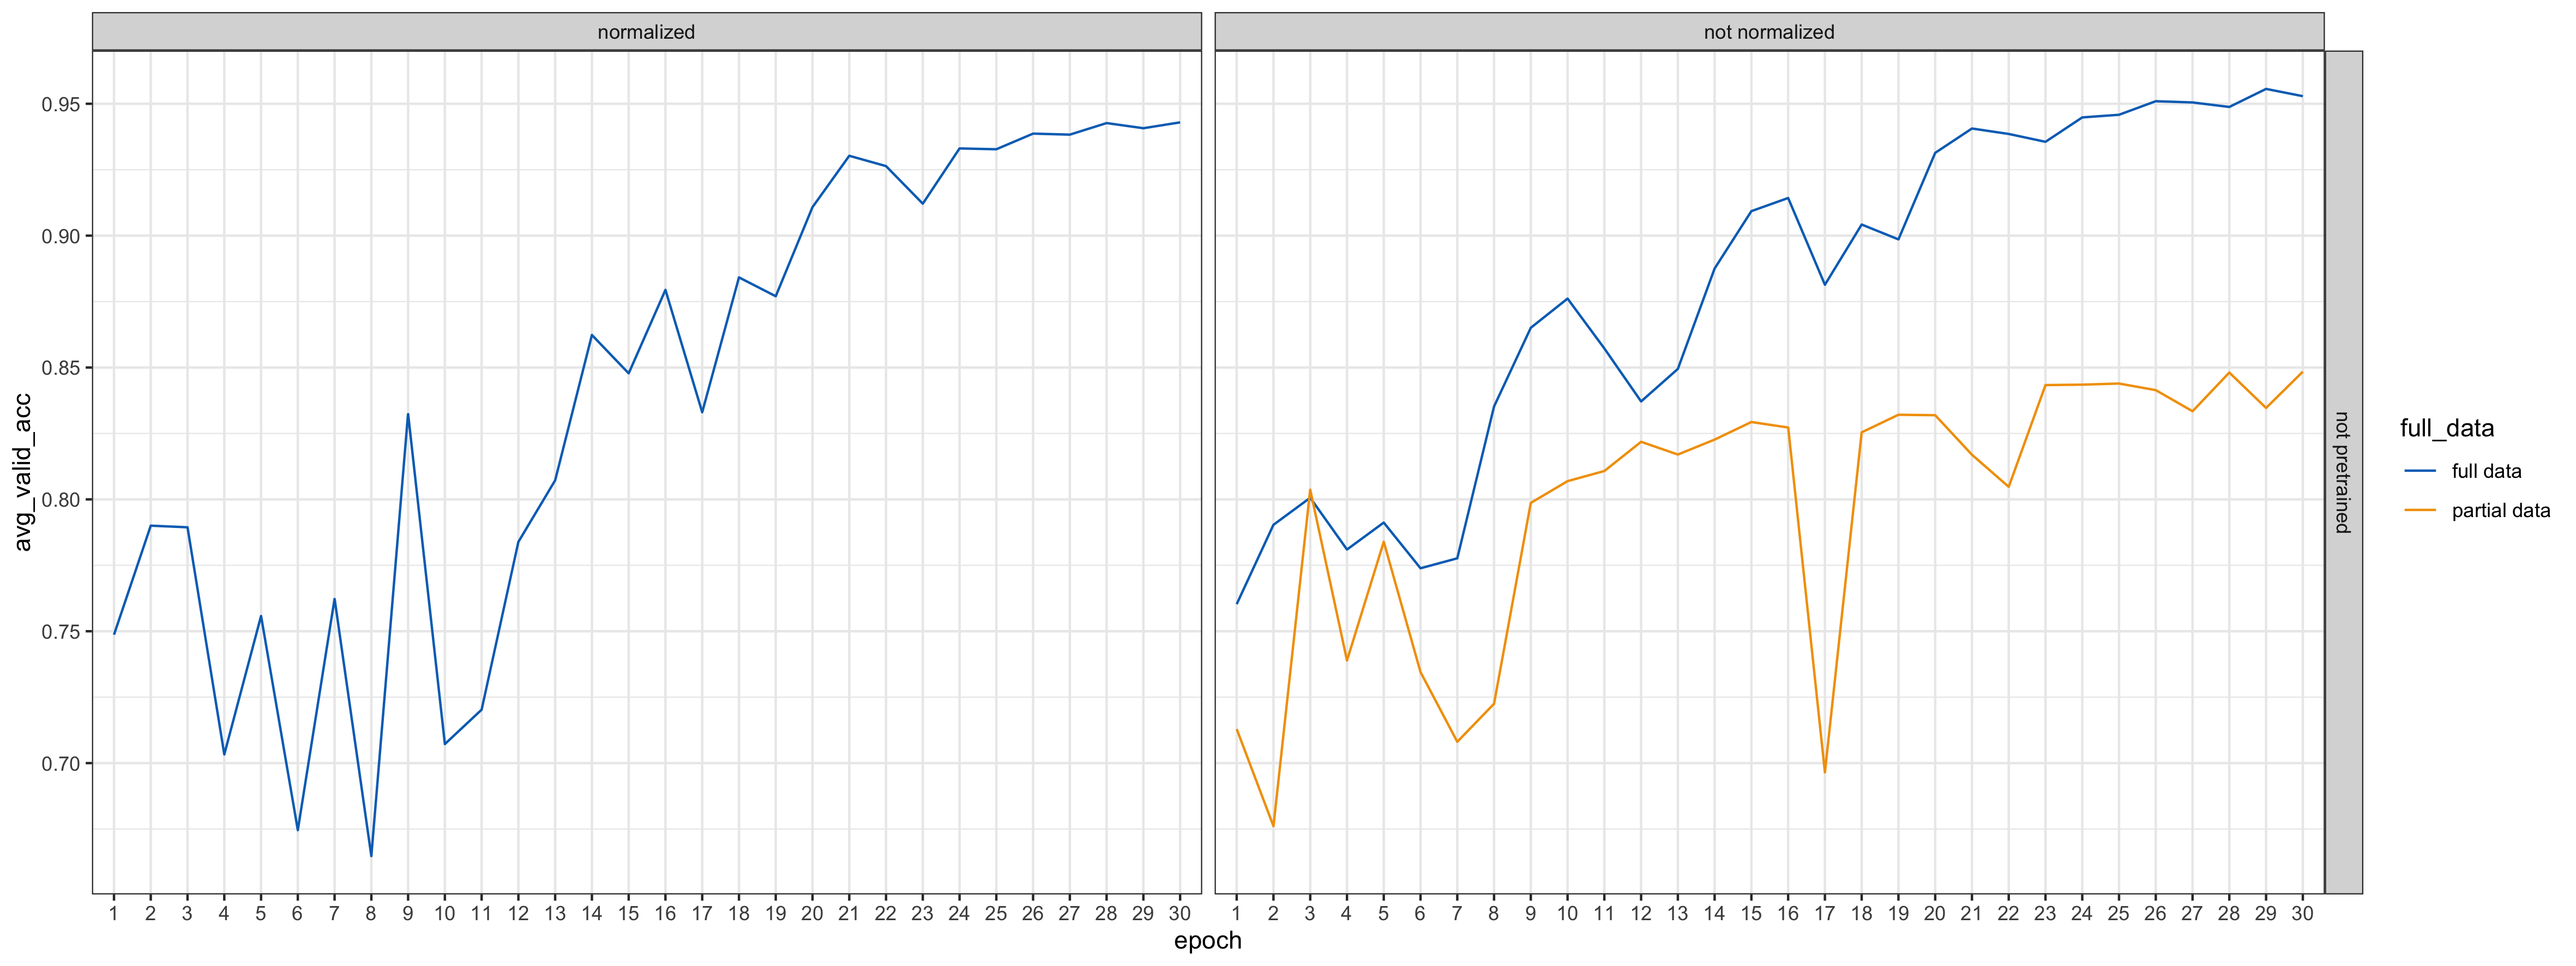 normalized
not normalized
avg_valid_acc
0.95
0.90
0.85
0.80
0.75
0.70
not pretrained
1 2 3 4 5 6 7 8 9 10 11 12 13 14 15 16 17 18 19 20 21 22 23 24 25 26 27 28 29 30
1 2 3 4 5 6 7 8 9 10 11 12 13 14 15 16 17 18 19 20 21 22 23 24 25 26 27 28 29 30
epoch
full_data
full data
partial data